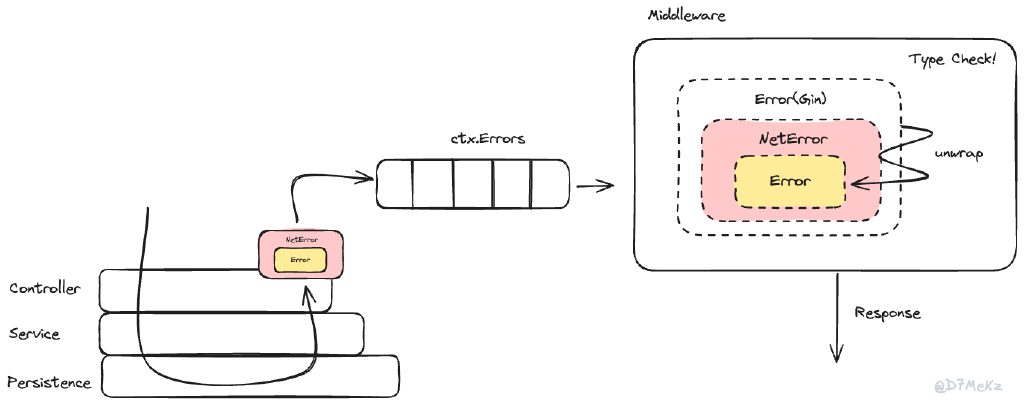 Middleware
Type Check!
Error(Gin)
ctx.Errors
NetError
unwrap
Error
NetError
Error
Controller
Response
Service
Persistence
@D7MeKz